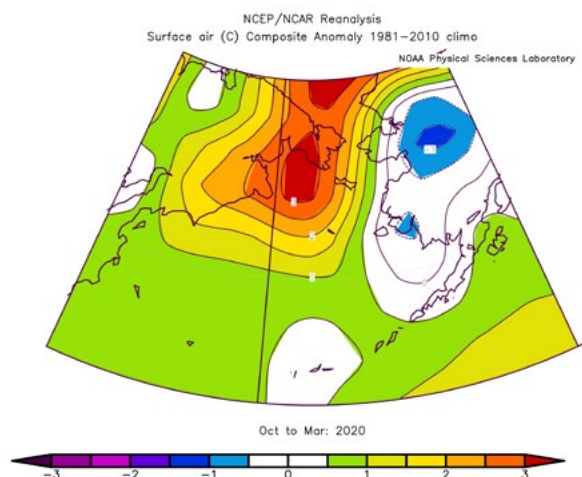 NCEP/NCAR Reanalysis
Surface air (C) Composite Anomaly 1981-2010 climo
NOAA Physical Sciences Laboratory
Oct to Mar: 2020
-3 -2 -1 0 1 2 3